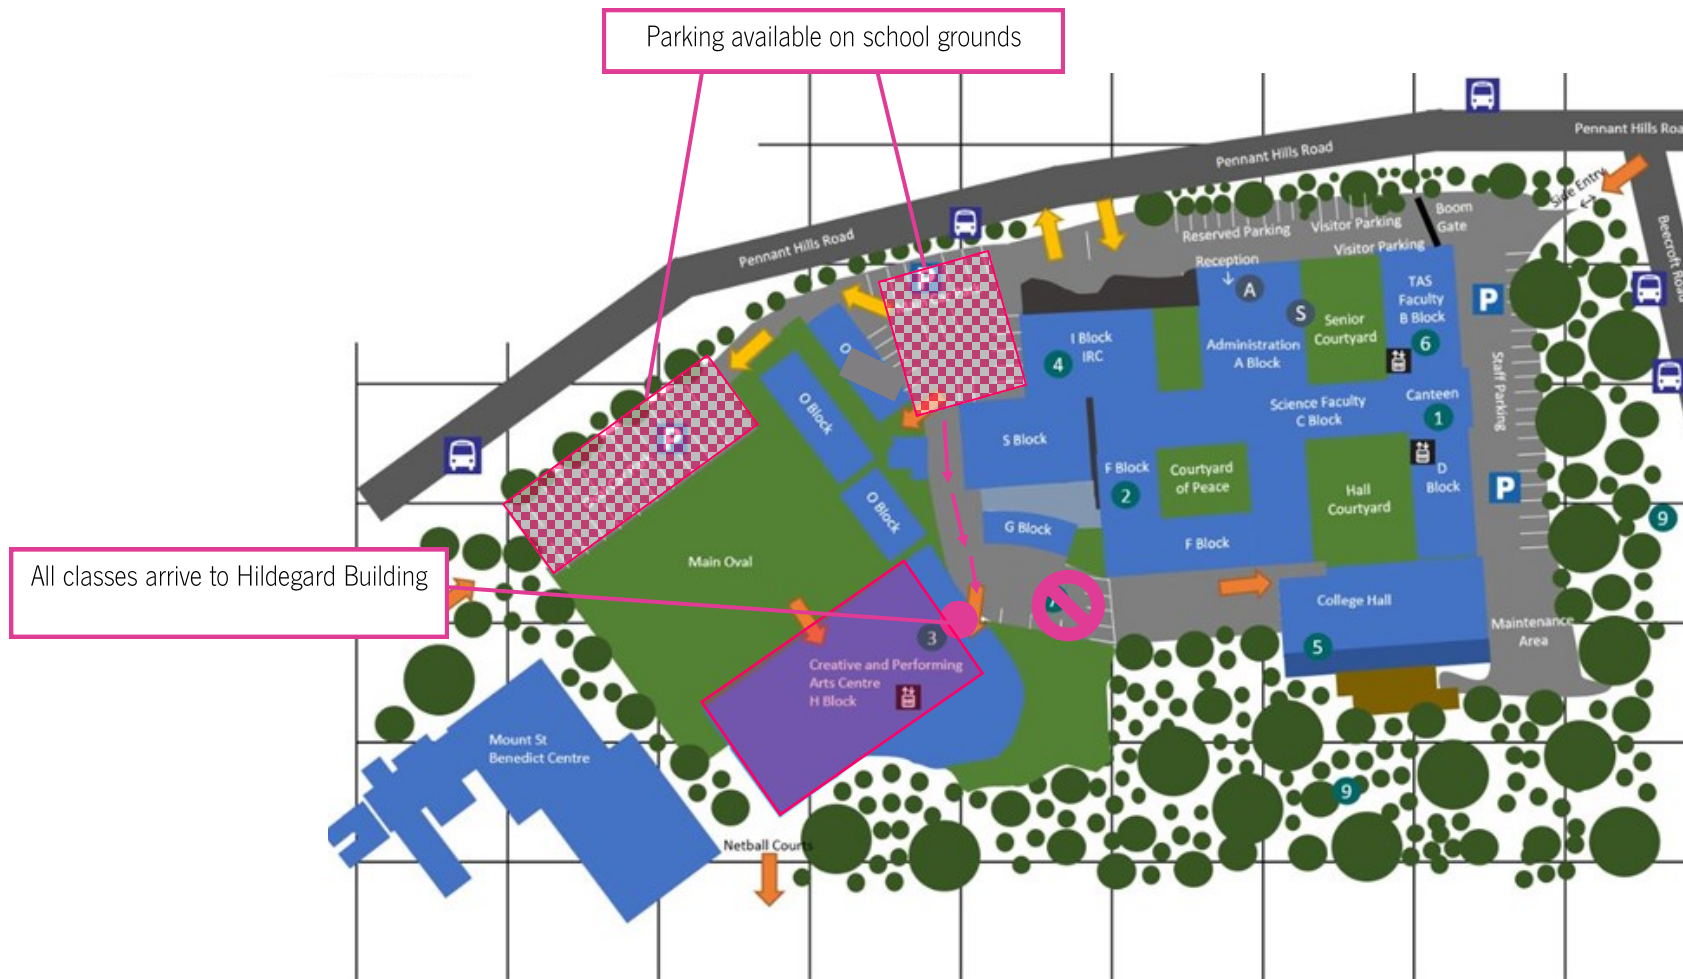 Parking available on school grounds
Pennant Hills Roa
Pennant Hills Road
Side Entry
Boom
Gate
Visitor Parking
Reserved Parking
Visitor Parking
Beecroft Road
Pennant Hills Road
Reception
A
S
TAS
Faculty
B Block
6
P
P
Senior
Courtyard
Administration
A Block
I Block
IRC
4
O
O Block
Staff Parking
Canteen
1
Science Faculty
C Block
S Block
P
F Block
2
Courtyard
of Peace
D
Block
P
Hall
Courtyard
O Block
9
G Block
F Block
Main Oval
All classes arrive to Hildegard Building
College Hall
Maintenance
Area
3
5
Creative and Performing
Arts Centre
H Block
Mount St
Benedict Centre
9
Netball Courts